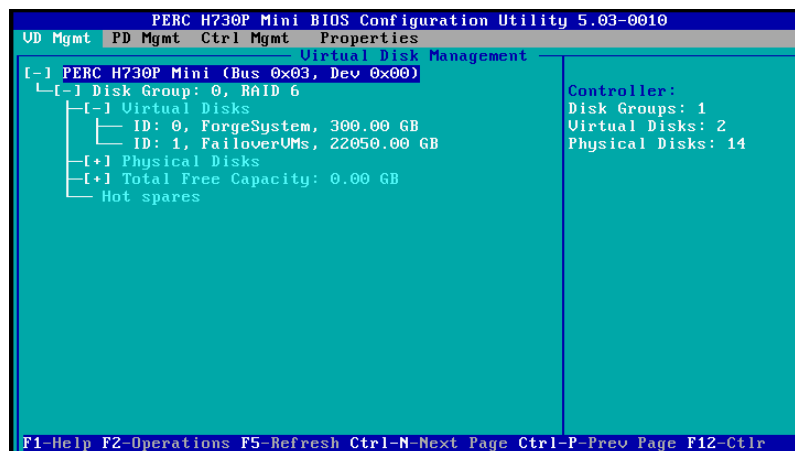 PERC H730P Mini BIOS Configuration Utility 5.03-0010
VD Mgmt PD Mgmt Ctrl Mgmt Properties
Virtual Disk Management
[-] PERC H730P Mini (Bus 0x03, Dev 0x00)
[-] Disk Group: 0, RAID 6
[-] Virtual Disks
ID: 0, ForgeSystem, 300.00 GB
ID: 1, FailoverVMs, 22050.00 GB
[+] Physical Disks
[+] Total Free Capacity: 0.00 GB
Hot spares
Controller:
Disk Groups: 1
Virtual Disks: 2
Physical Disks: 14
F1-Help F2-Operations F5-Refresh Ctrl-N-Next Page Ctrl-P-Prev Page F12-Ctlr